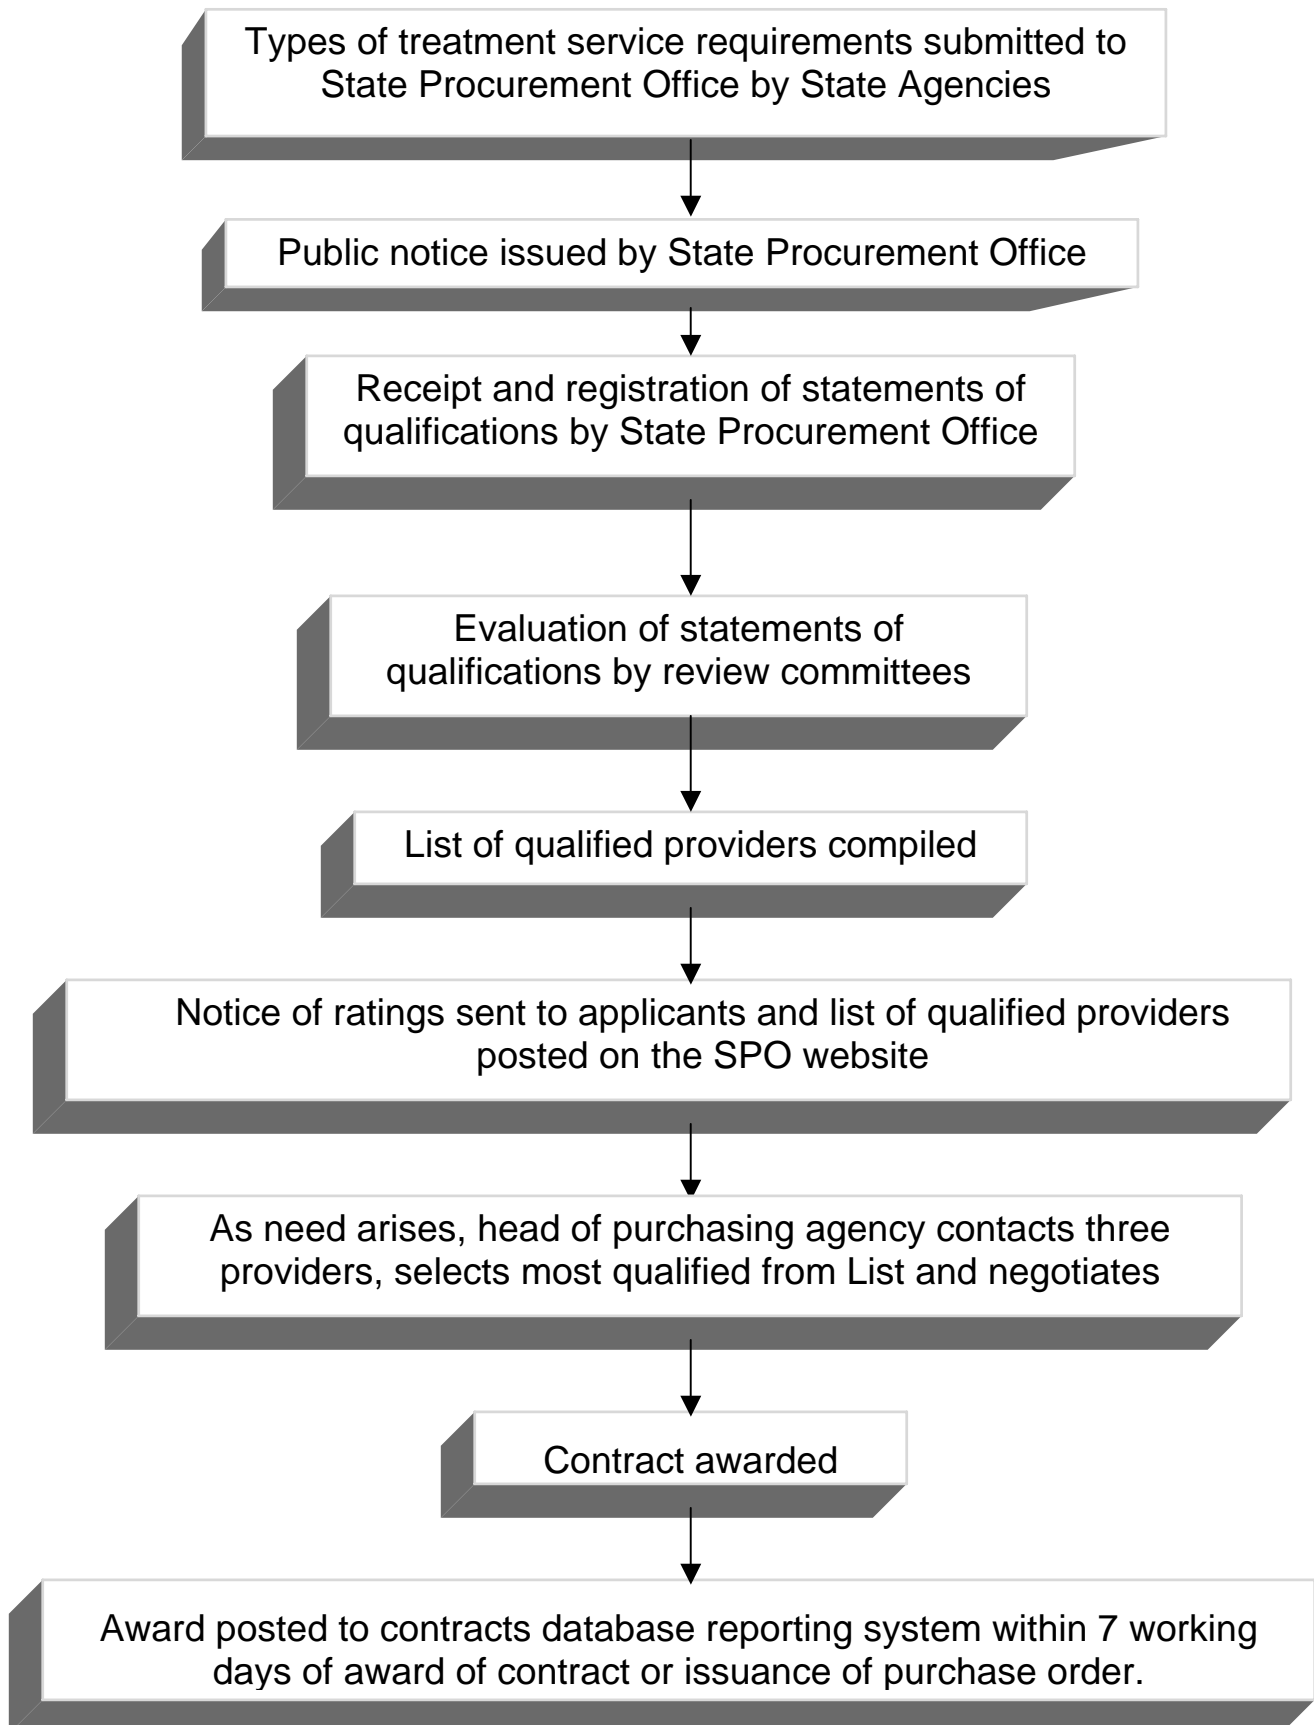 Types of treatment service requirements submitted to
State Procurement Office by State Agencies
Public notice issued by State Procurement Office
Receipt and registration of statements of
qualifications by State Procurement Office
Evaluation of statements of
qualifications by review committees
List of qualified providers compiled
Notice of ratings sent to applicants and list of qualified providers
posted on the SPO website
As need arises, head of purchasing agency contacts three
providers, selects most qualified from List and negotiates
Contract awarded
Award posted to contracts database reporting system within 7 working
days of award of contract or issuance of purchase order.